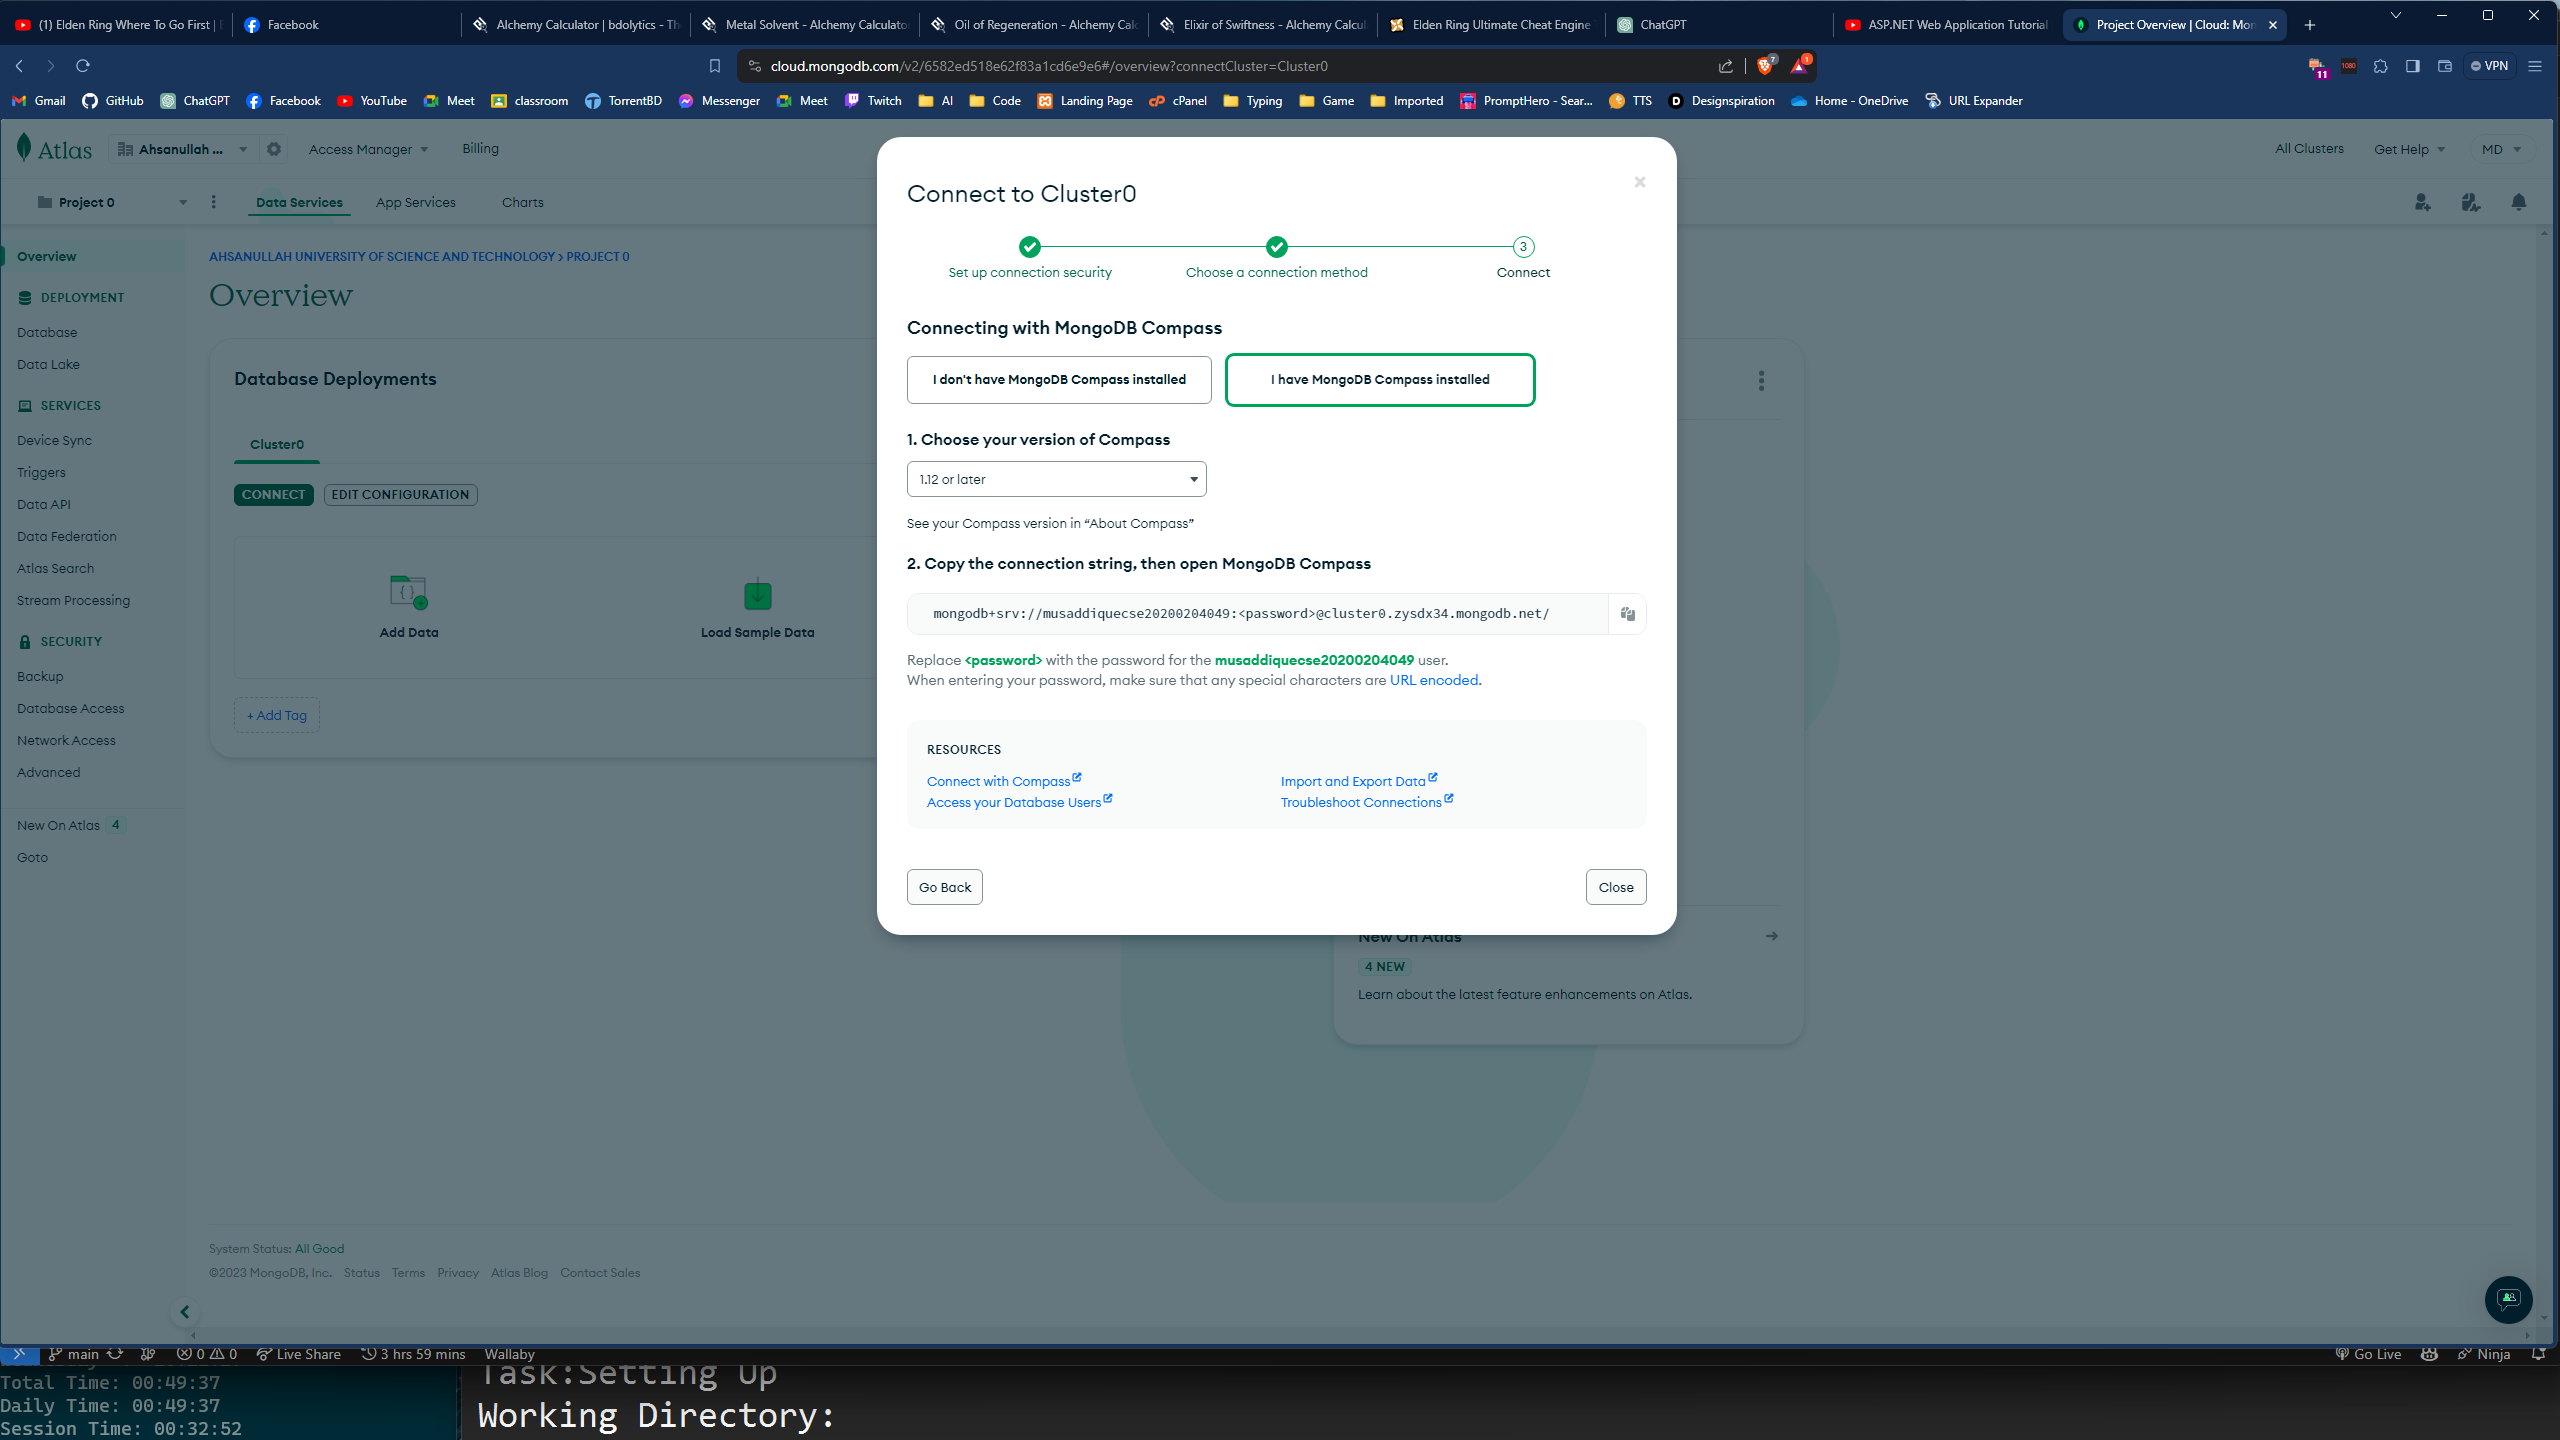 (1) Elden Ring Where To Go First |
Facebook
Alchemy Calculator | bdolytics - Th
Metal Solvent - Alchemy Calculato
Oil of Regeneration - Alchemy Calc
Elixir of Swiftness - Alchemy Calcul
Elden Ring Ultimate Cheat Engine
ChatGPT
ASP.NET Web Application Tutorial
Project Overview | Cloud: Mon
cloud.mongodb.com/v2/6582ed518e62f83a1cd6e9e6#/overview?connectCluster=Cluster0
7
1
11
1080
VPN
Gmail
GitHub
ChatGPT
Facebook
YouTube
Meet
classroom
TorrentBD
Messenger
Meet
Twitch
AI
Code
Landing Page
cPanel
Typing
Game
Imported
PromptHero - Sear...
TTS
Designspiration
Home - OneDrive
URL Expander
Atlas
Ahsanullah ...
Access Manager
Billing
All Clusters
Get Help
MD
Project 0
Data Services
App Services
Charts
Overview
DEPLOYMENT
Database
Data Lake
SERVICES
Device Sync
Triggers
Data API
Data Federation
Atlas Search
Stream Processing
SECURITY
Backup
Database Access
Network Access
Advanced
New On Atlas 4
Goto
AHSANULLAH UNIVERSITY OF SCIENCE AND TECHNOLOGY > PROJECT 0
Overview
Database Deployments
Cluster0
CONNECT
EDIT CONFIGURATION
Add Data
Load Sample Data
+ Add Tag
Connect to Cluster0
3
Set up connection security
Choose a connection method
Connect
Connecting with MongoDB Compass
I don't have MongoDB Compass installed
I have MongoDB Compass installed
1. Choose your version of Compass
1.12 or later
See your Compass version in “About Compass”
2. Copy the connection string, then open MongoDB Compass
mongodb+srv://musaddiquecse20200204049:<password>@cluster0.zysdx34.mongodb.net/
Replace <password> with the password for the musaddiquecse20200204049 user.
When entering your password, make sure that any special characters are URL encoded.
RESOURCES
Connect with Compass
Import and Export Data
Access your Database Users
Troubleshoot Connections
Go Back
Close
New On Atlas
4 NEW
Learn about the latest feature enhancements on Atlas.
System Status: All Good
©2023 MongoDB, Inc. Status Terms Privacy Atlas Blog Contact Sales
main
0
0
Live Share
3 hrs 59 mins
Wallaby
Go Live
Ninja
Total Time: 00:49:37
Daily Time: 00:49:37
Session Time: 00:32:52
Task:Setting Up
Working Directory: